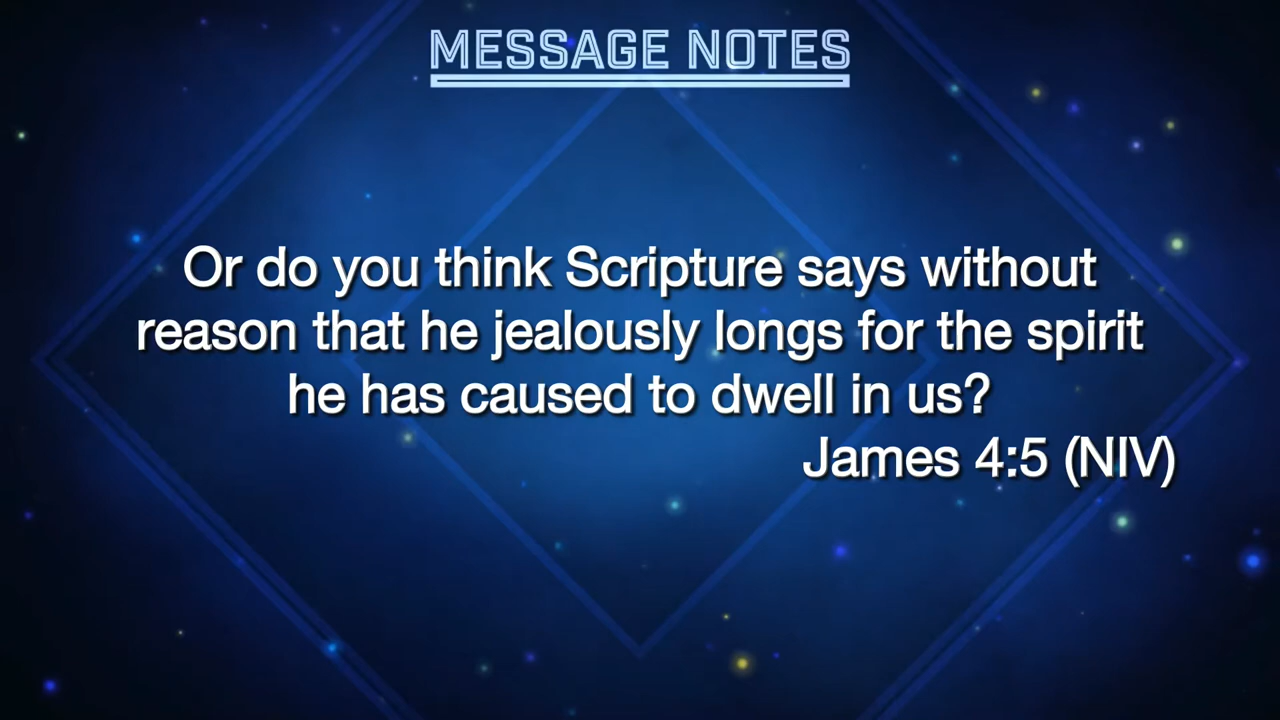 MESSAGE NOTES
Or do you think Scripture says without
reason that he jealously longs for the spirit
he has caused to dwell in us?
James 4:5 (NIV)